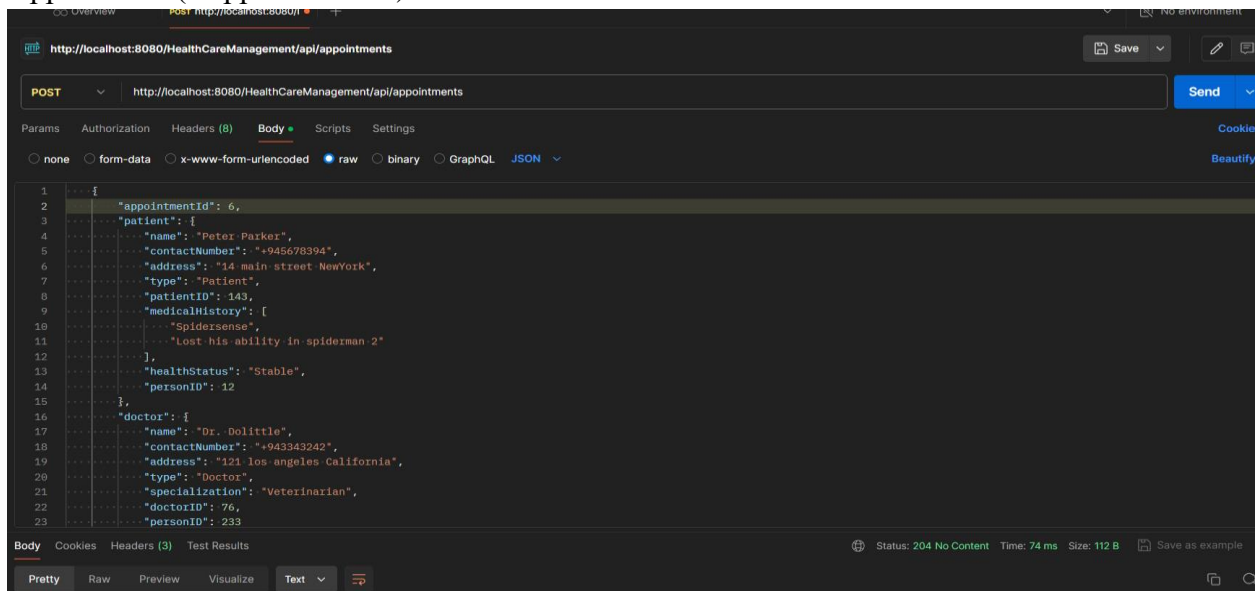 Overview POST http://localhost:8080/ No environment
HTTP http://localhost:8080/HealthCareManagement/api/appointments Save
POST http://localhost:8080/HealthCareManagement/api/appointments Send
Params Authorization Headers (8) Body Scripts Settings Cookie
none form-data x-www-form-urlencoded raw binary GraphQL JSON Beautify
1 {
2 "appointmentId": 6,
3 "patient": {
4 "name": "Peter Parker",
5 "contactNumber": "+945678394",
6 "address": "14 main street NewYork",
7 "type": "Patient",
8 "patientID": 143,
9 "medicalHistory": [
10 "Spidersense",
11 "Lost his ability in spiderman 2"
12 ],
13 "healthStatus": "Stable",
14 "personID": 12
15 },
16 "doctor": {
17 "name": "Dr. Dolittle",
18 "contactNumber": "+943343242",
19 "address": "121 los angeles California",
20 "type": "Doctor",
21 "specialization": "Veterinarian",
22 "doctorID": 76,
23 "personID": 233
Body Cookies Headers (3) Test Results Status: 204 No Content Time: 74 ms Size: 112 B Save as example
Pretty Raw Preview Visualize Text